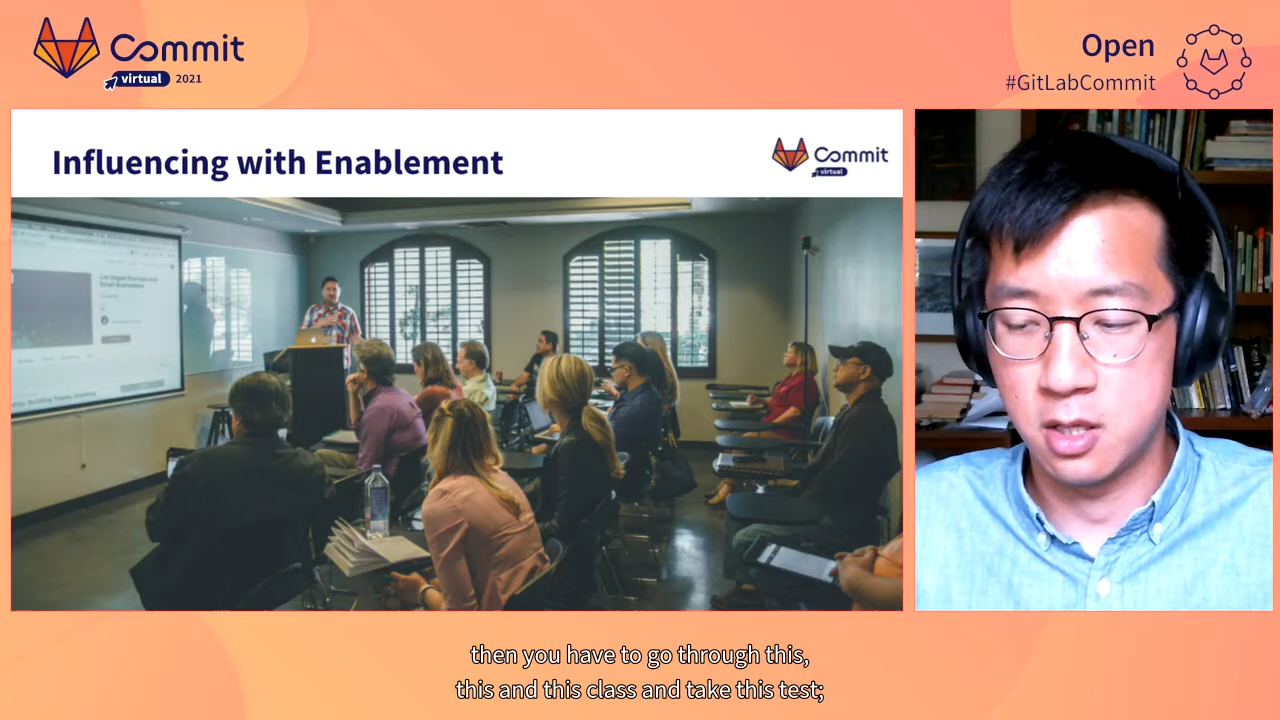 Commit
virtual 2021
Open
#GitLabCommit
Influencing with Enablement
Commit
virtual
then you have to go through this,
this and this class and take this test;